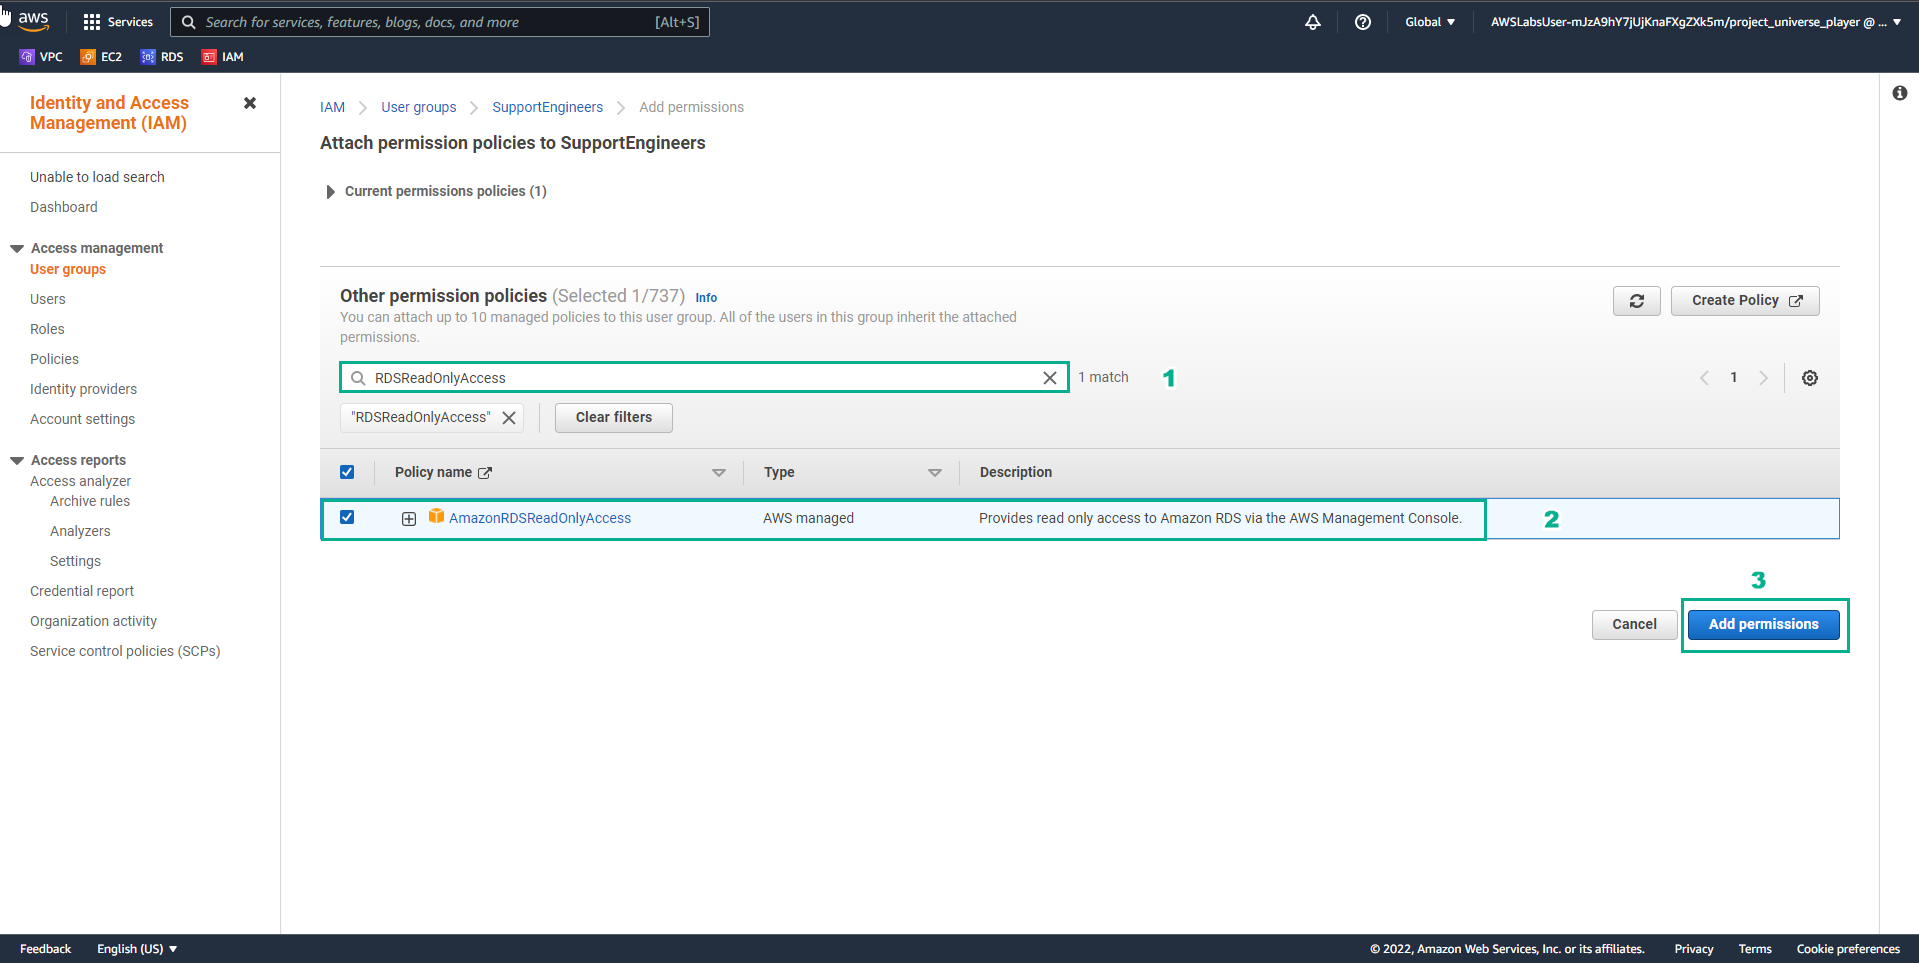 aws
Services
Search for services, features, blogs, docs, and more
[Alt+S]
Global
AWSLabsUser-mJzA9hY7jUjKnaFXgZXk5m/project_universe_player @ ...
VPC
EC2
RDS
IAM
Identity and Access
Management (IAM)
Unable to load search
Dashboard
Access management
User groups
Users
Roles
Policies
Identity providers
Account settings
Access reports
Access analyzer
Archive rules
Analyzers
Settings
Credential report
Organization activity
Service control policies (SCPs)
IAM
User groups
SupportEngineers
Add permissions
Attach permission policies to SupportEngineers
Current permissions policies (1)
Other permission policies (Selected 1/737) Info
You can attach up to 10 managed policies to this user group. All of the users in this group inherit the attached
permissions.
Create Policy
RDSReadOnlyAccess
1 match
1
1
"RDSReadOnlyAccess"
Clear filters
Policy name
Type
Description
AmazonRDSReadOnlyAccess
AWS managed
Provides read only access to Amazon RDS via the AWS Management Console.
2
3
Cancel
Add permissions
Feedback
English (US)
© 2022, Amazon Web Services, Inc. or its affiliates.
Privacy
Terms
Cookie preferences